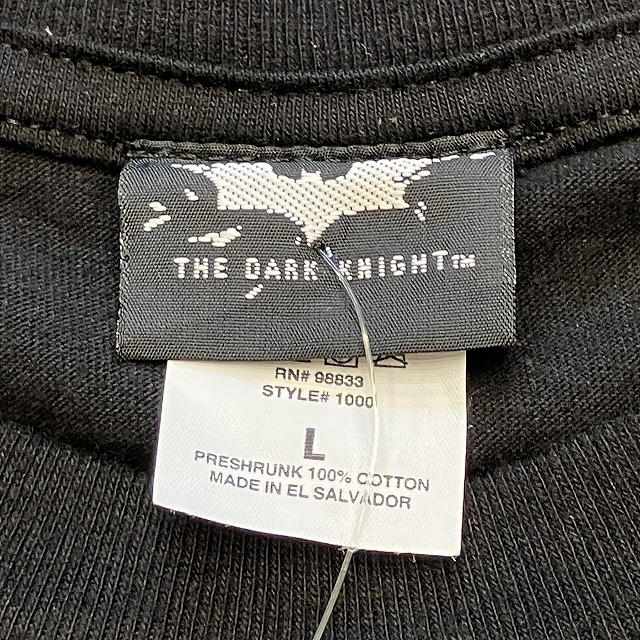 THE DARK KNIGHT™
RN# 98833
STYLE# 1000
L
PRESHRUNK 100% COTTON
MADE IN EL SALVADOR